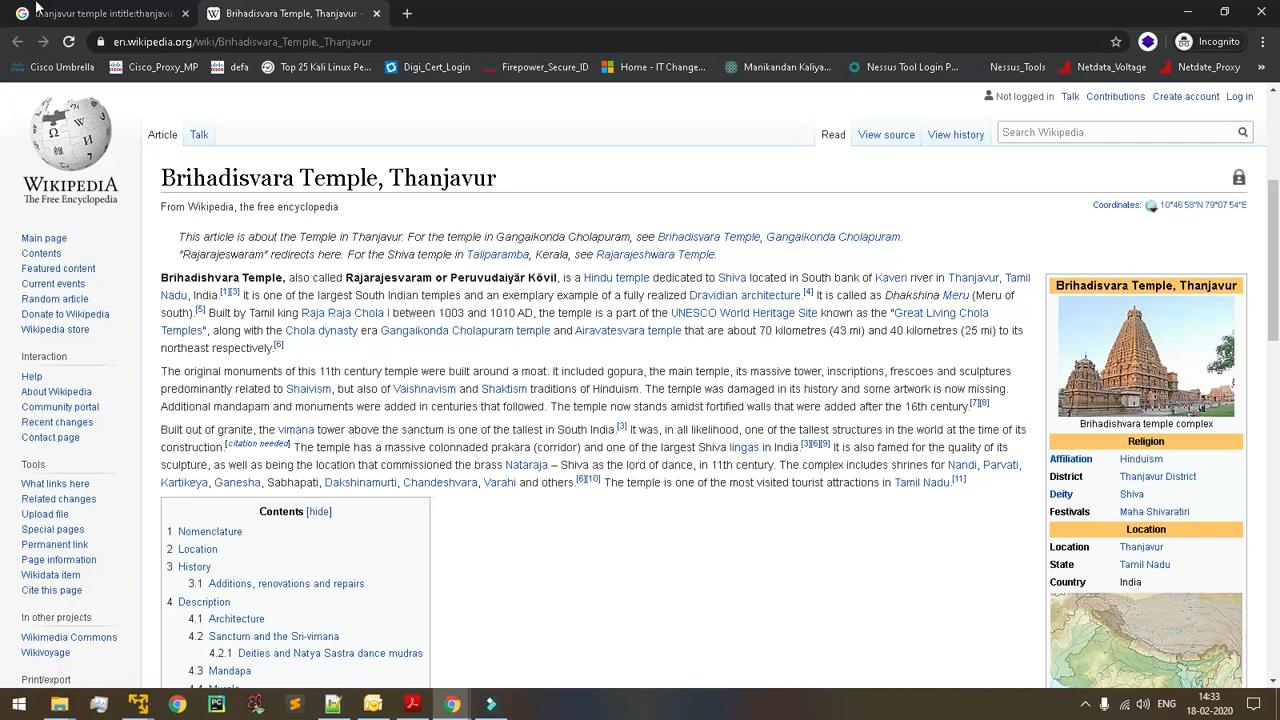 thanjavur temple intitle:thanjavu
Brihadisvara Temple, Thanjavur -
en.wikipedia.org/wiki/Brihadisvara_Temple,_Thanjavur
Incognito
Cisco Umbrella
Cisco_Proxy_MP
defa
Top 25 Kali Linux Pe...
Digi_Cert_Login
Firepower_Secure_ID
Home - IT Change...
Manikandan Kaliya...
Nessus Tool Login P...
Nessus_Tools
Netdata_Voltage
Netdate_Proxy
»
Not logged in Talk Contributions Create account Log in
Article Talk
Read View source View history
Search Wikipedia
WIKIPEDIA
The Free Encyclopedia
Main page
Contents
Featured content
Current events
Random article
Donate to Wikipedia
Wikipedia store
Interaction
Help
About Wikipedia
Community portal
Recent changes
Contact page
Tools
What links here
Related changes
Upload file
Special pages
Permanent link
Page information
Wikidata item
Cite this page
In other projects
Wikimedia Commons
Wikivoyage
Print/export
Brihadisvara Temple, Thanjavur
From Wikipedia, the free encyclopedia
Coordinates: 10°46′58″N 79°07′54″E
This article is about the Temple in Thanjavur. For the temple in Gangaikonda Cholapuram, see Brihadisvara Temple, Gangaikonda Cholapuram.
"Rajarajeswaram" redirects here. For the Shiva temple in Taliparamba, Kerala, see Rajarajeshwara Temple.
Brihadishvara Temple, also called Rajarajesvaram or Peruvudaiyār Kōvil, is a Hindu temple dedicated to Shiva located in South bank of Kaveri river in Thanjavur, Tamil
Nadu, India.[1][3] It is one of the largest South Indian temples and an exemplary example of a fully realized Dravidian architecture.[4] It is called as Dhakshina Meru (Meru of
south).[5] Built by Tamil king Raja Raja Chola I between 1003 and 1010 AD, the temple is a part of the UNESCO World Heritage Site known as the "Great Living Chola
Temples", along with the Chola dynasty era Gangaikonda Cholapuram temple and Airavatesvara temple that are about 70 kilometres (43 mi) and 40 kilometres (25 mi) to its
northeast respectively.[6]
The original monuments of this 11th century temple were built around a moat. It included gopura, the main temple, its massive tower, inscriptions, frescoes and sculptures
predominantly related to Shaivism, but also of Vaishnavism and Shaktism traditions of Hinduism. The temple was damaged in its history and some artwork is now missing.
Additional mandapam and monuments were added in centuries that followed. The temple now stands amidst fortified walls that were added after the 16th century.[7][8]
Built out of granite, the vimana tower above the sanctum is one of the tallest in South India.[3] It was, in all likelihood, one of the tallest structures in the world at the time of its
construction.[citation needed] The temple has a massive colonnaded prakara (corridor) and one of the largest Shiva lingas in India.[3][6][9] It is also famed for the quality of its
sculpture, as well as being the location that commissioned the brass Nataraja – Shiva as the lord of dance, in 11th century. The complex includes shrines for Nandi, Parvati,
Kartikeya, Ganesha, Sabhapati, Dakshinamurti, Chandeshvara, Varahi and others.[6][10] The temple is one of the most visited tourist attractions in Tamil Nadu.[11]
Contents [hide]
1 Nomenclature
2 Location
3 History
3.1 Additions, renovations and repairs
4 Description
4.1 Architecture
4.2 Sanctum and the Sri-vimana
4.2.1 Deities and Natya Sastra dance mudras
4.3 Mandapa
Brihadisvara Temple, Thanjavur
Brihadishvara temple complex
Religion
Affiliation Hinduism
District Thanjavur District
Deity Shiva
Festivals Maha Shivaratiri
Location
Location Thanjavur
State Tamil Nadu
Country India
ENG
14:33
18-02-2020